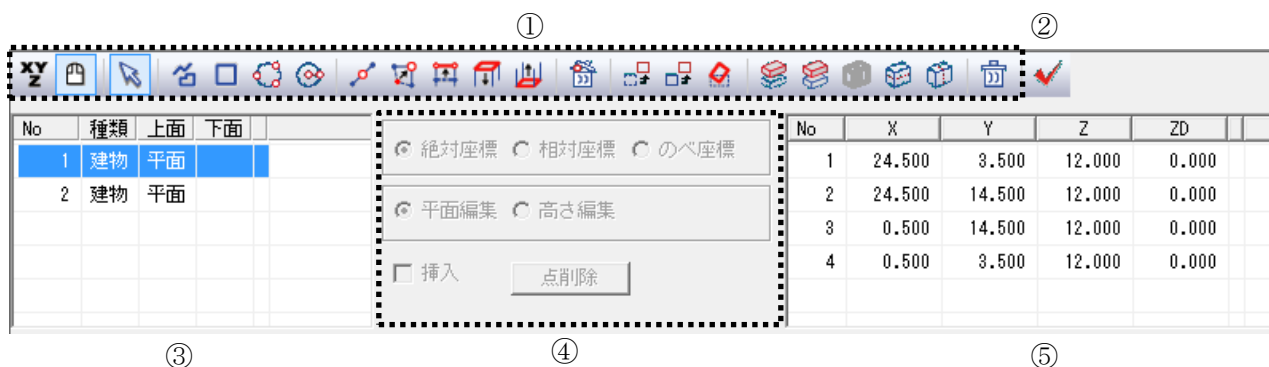 ① ②
XY
Z
No 種類 上面 下面
1 建物 平面
2 建物 平面
絶対座標 相対座標 のべ座標
平面編集 高さ編集
挿入 点削除
No X Y Z ZD
1 24.500 3.500 12.000 0.000
2 24.500 14.500 12.000 0.000
3 0.500 14.500 12.000 0.000
4 0.500 3.500 12.000 0.000
③ ④ ⑤